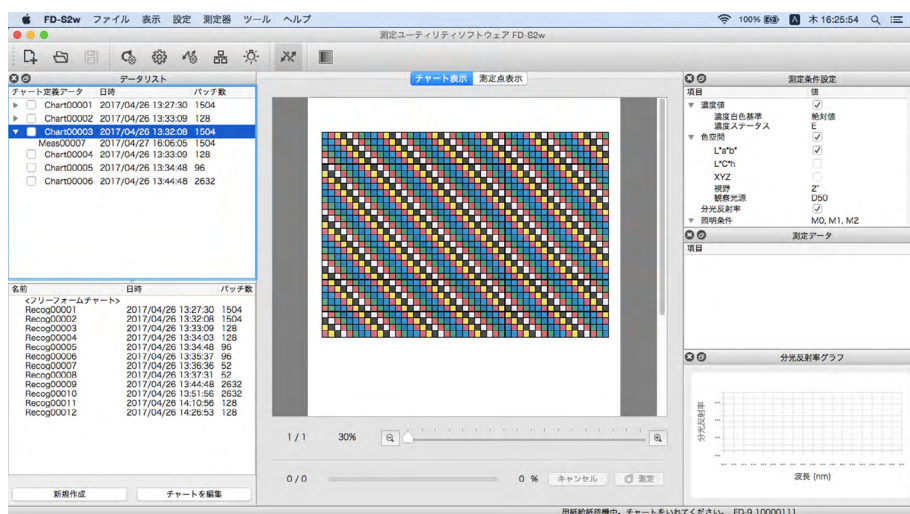 FD-S2w ファイル 表示 設定 測定器 ツール ヘルプ 100% A 木 16:25:54
測定ユーティリティソフトウェア FD-S2w
データリスト
チャート定義データ 日時 パッチ数
Chart00001 2017/04/26 13:27:30 1504
Chart00002 2017/04/26 13:33:09 128
Chart00003 2017/04/26 13:32:08 1504
Meas00007 2017/04/27 16:06:05 1504
Chart00004 2017/04/26 13:33:09 128
Chart00005 2017/04/26 13:34:48 96
Chart00006 2017/04/26 13:44:48 2632
名前 日時 パッチ数
<フリーフォームチャート>
Recog00001 2017/04/26 13:27:30 1504
Recog00002 2017/04/26 13:32:08 1504
Recog00003 2017/04/26 13:33:09 128
Recog00004 2017/04/26 13:34:03 128
Recog00005 2017/04/26 13:34:48 96
Recog00006 2017/04/26 13:35:37 96
Recog00007 2017/04/26 13:36:36 52
Recog00008 2017/04/26 13:37:31 52
Recog00009 2017/04/26 13:44:48 2632
Recog00010 2017/04/26 13:51:56 2632
Recog00011 2017/04/26 14:10:56 128
Recog00012 2017/04/26 14:26:53 128
新規作成 チャートを編集
チャート表示 測定点表示
1 / 1 30%
0 / 0 0 % キャンセル 測定
測定条件設定
項目 値
濃度値
濃度白色基準 絶対値
濃度ステータス E
色空間
L*a*b*
L*C*h
XYZ
視野 2°
観察光源 D50
分光反射率
照明条件 M0, M1, M2
測定データ
項目
分光反射率グラフ
分光反射率
波長 (nm)
用紙給紙待機中。チャートをいれてください。 FD-9 10000111